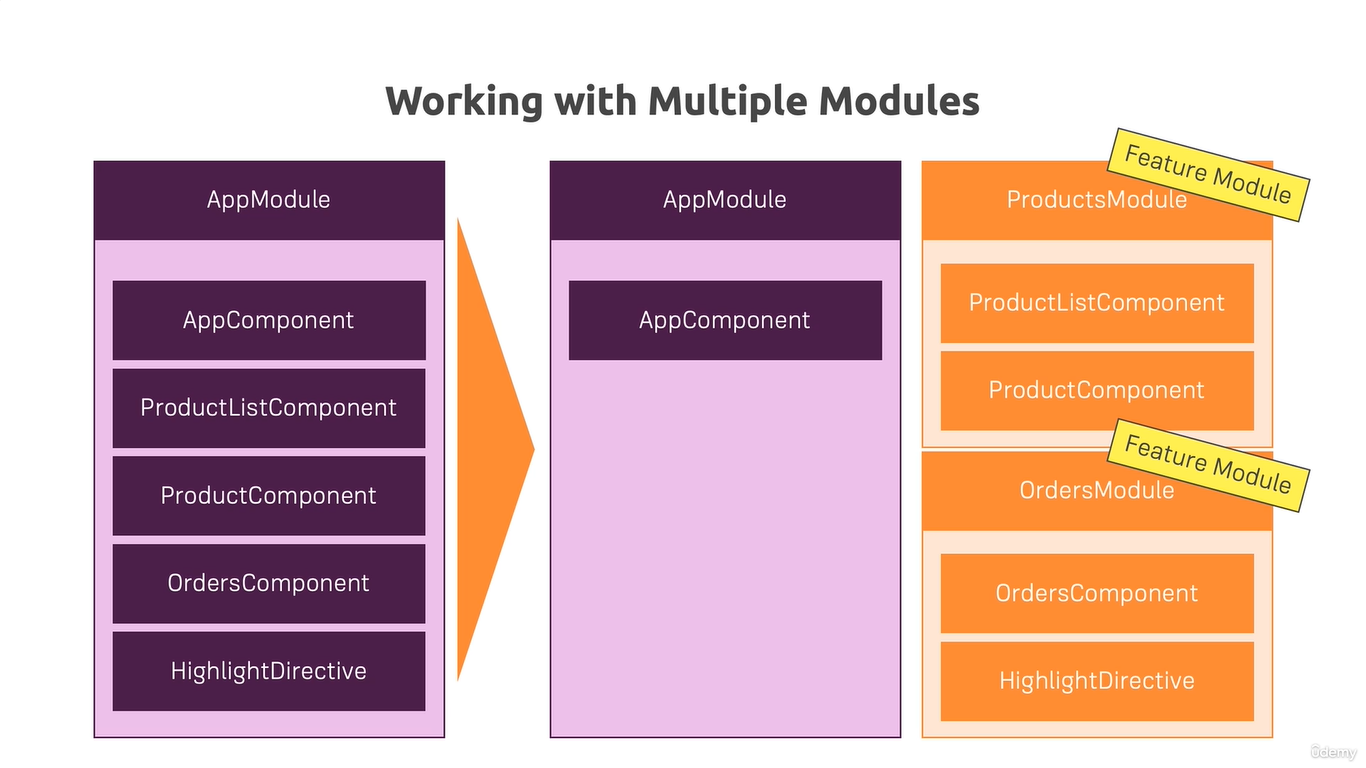 Working with Multiple Modules
AppModule
AppComponent
ProductListComponent
ProductComponent
OrdersComponent
HighlightDirective
AppModule
AppComponent
Feature Module
ProductsModule
ProductListComponent
ProductComponent
Feature Module
OrdersModule
OrdersComponent
HighlightDirective
ûdemy